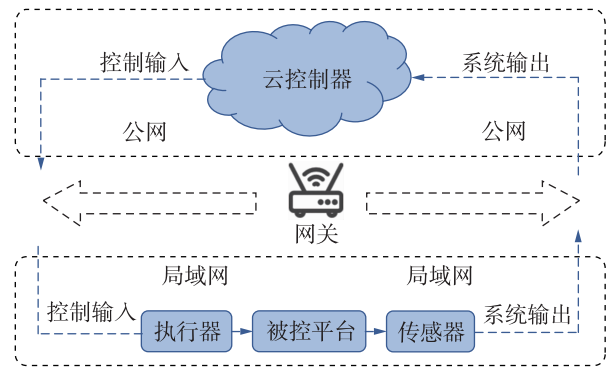 控制输入
云控制器
系统输出
公网
公网
网关
局域网
局域网
控制输入
执行器
被控平台
传感器
系统输出